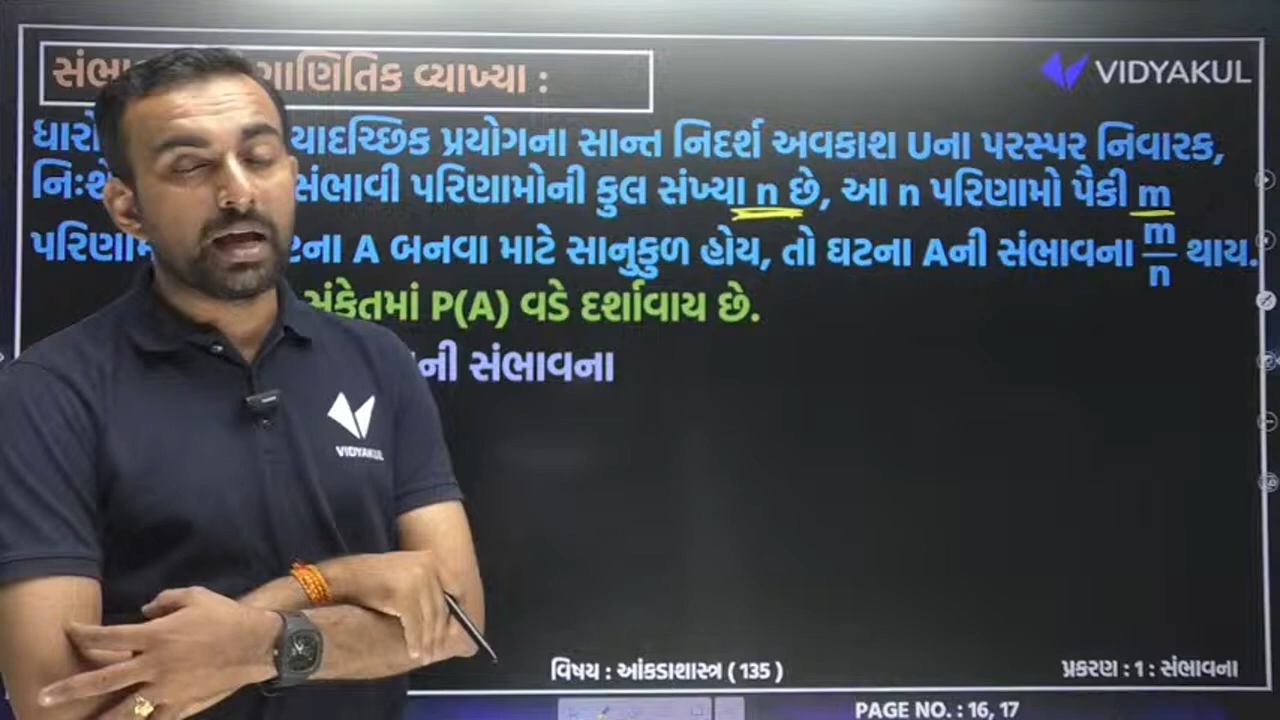 ગાણિતિક વ્યાખ્યા :
VIDYAKUL
યાદચ્છિક પ્રયોગના સાન્ત નિદર્શ અવકાશ Uના પરસ્પર નિવારક,
સંભાવી પરિણામોની કુલ સંખ્યા n છે, આ n પરિણામો પૈકી m
A બનવા માટે સાનુકુળ હોય, તો ઘટના Aની સંભાવના m/n થાય.
સંકેતમાં P(A) વડે દર્શાવાય છે.
ની સંભાવના
VIDYAKUL
વિષય : આંકડાશાસ્ત્ર ( 135 )
પ્રકરણ : 1 : સંભાવના
PAGE NO. : 16, 17